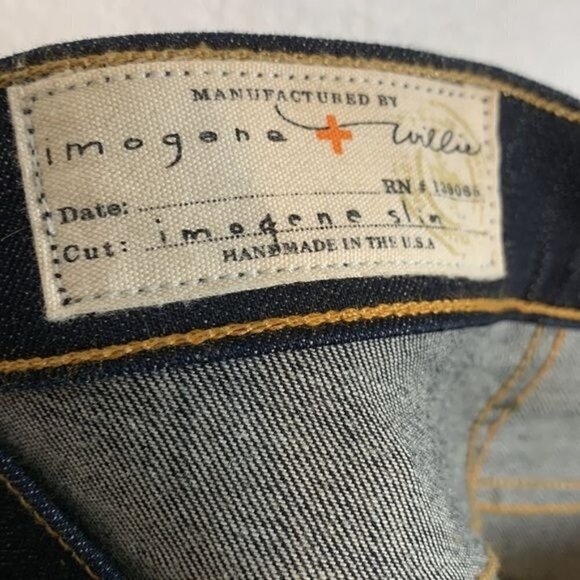 MANUFACTURED BY
imogene + willie
RN #
Date:
Cut: imogene slim
HANDMADE IN THE U.S.A